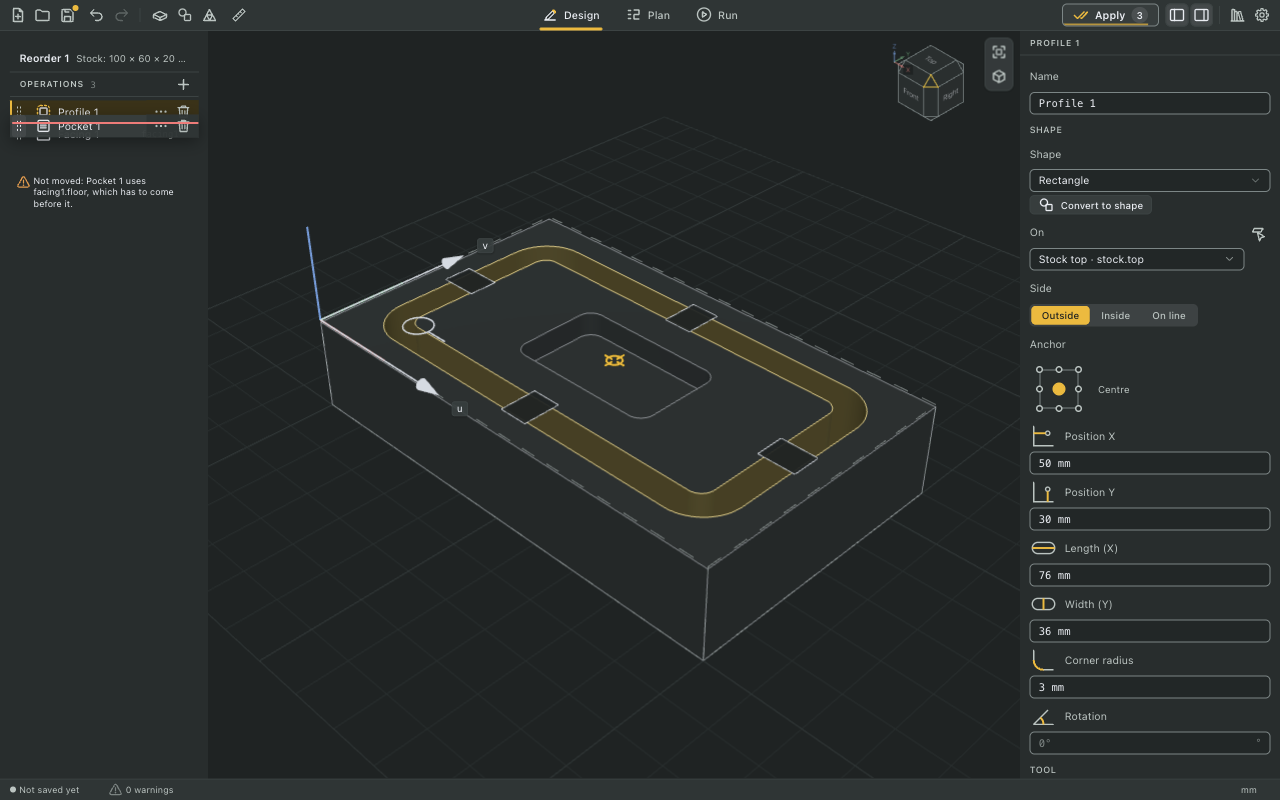 Design
Plan
Run
Apply 3
Reorder 1 Stock: 100 × 60 × 20 ...
OPERATIONS 3
Profile 1
Pocket 1
Not moved: Pocket 1 uses
facing1.floor, which has to come
before it.
v
u
Z
Top
Front
Right
PROFILE 1
Name
Profile 1
SHAPE
Shape
Rectangle
Convert to shape
On
Stock top · stock.top
Side
Outside Inside On line
Anchor
Centre
Position X
50 mm
Position Y
30 mm
Length (X)
76 mm
Width (Y)
36 mm
Corner radius
3 mm
Rotation
0° °
TOOL
Not saved yet
0 warnings
mm